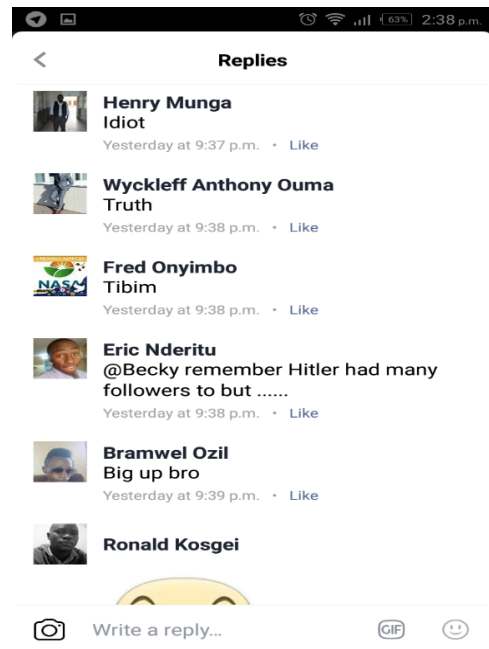 63% 2:38 p.m.
Replies
Henry Munga
Idiot
Yesterday at 9:37 p.m. • Like
Wyckleff Anthony Ouma
Truth
Yesterday at 9:38 p.m. • Like
NASA
Fred Onyimbo
Tibim
Yesterday at 9:38 p.m. • Like
Eric Nderitu
@Becky remember Hitler had many
followers to but ......
Yesterday at 9:38 p.m. • Like
Bramwel Ozil
Big up bro
Yesterday at 9:39 p.m. • Like
Ronald Kosgei
Write a reply...
GIF